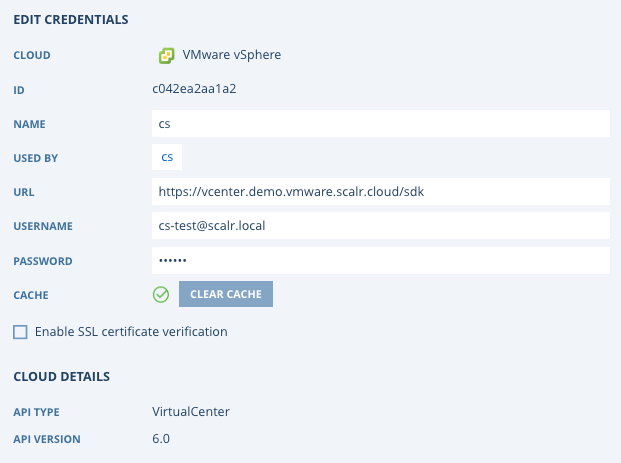 EDIT CREDENTIALS
CLOUD VMware vSphere
ID c042ea2aa1a2
NAME cs
USED BY cs
URL https://vcenter.demo.vmware.scalr.cloud/sdk
USERNAME cs-test@scalr.local
PASSWORD ••••••
CACHE CLEAR CACHE
Enable SSL certificate verification
CLOUD DETAILS
API TYPE VirtualCenter
API VERSION 6.0